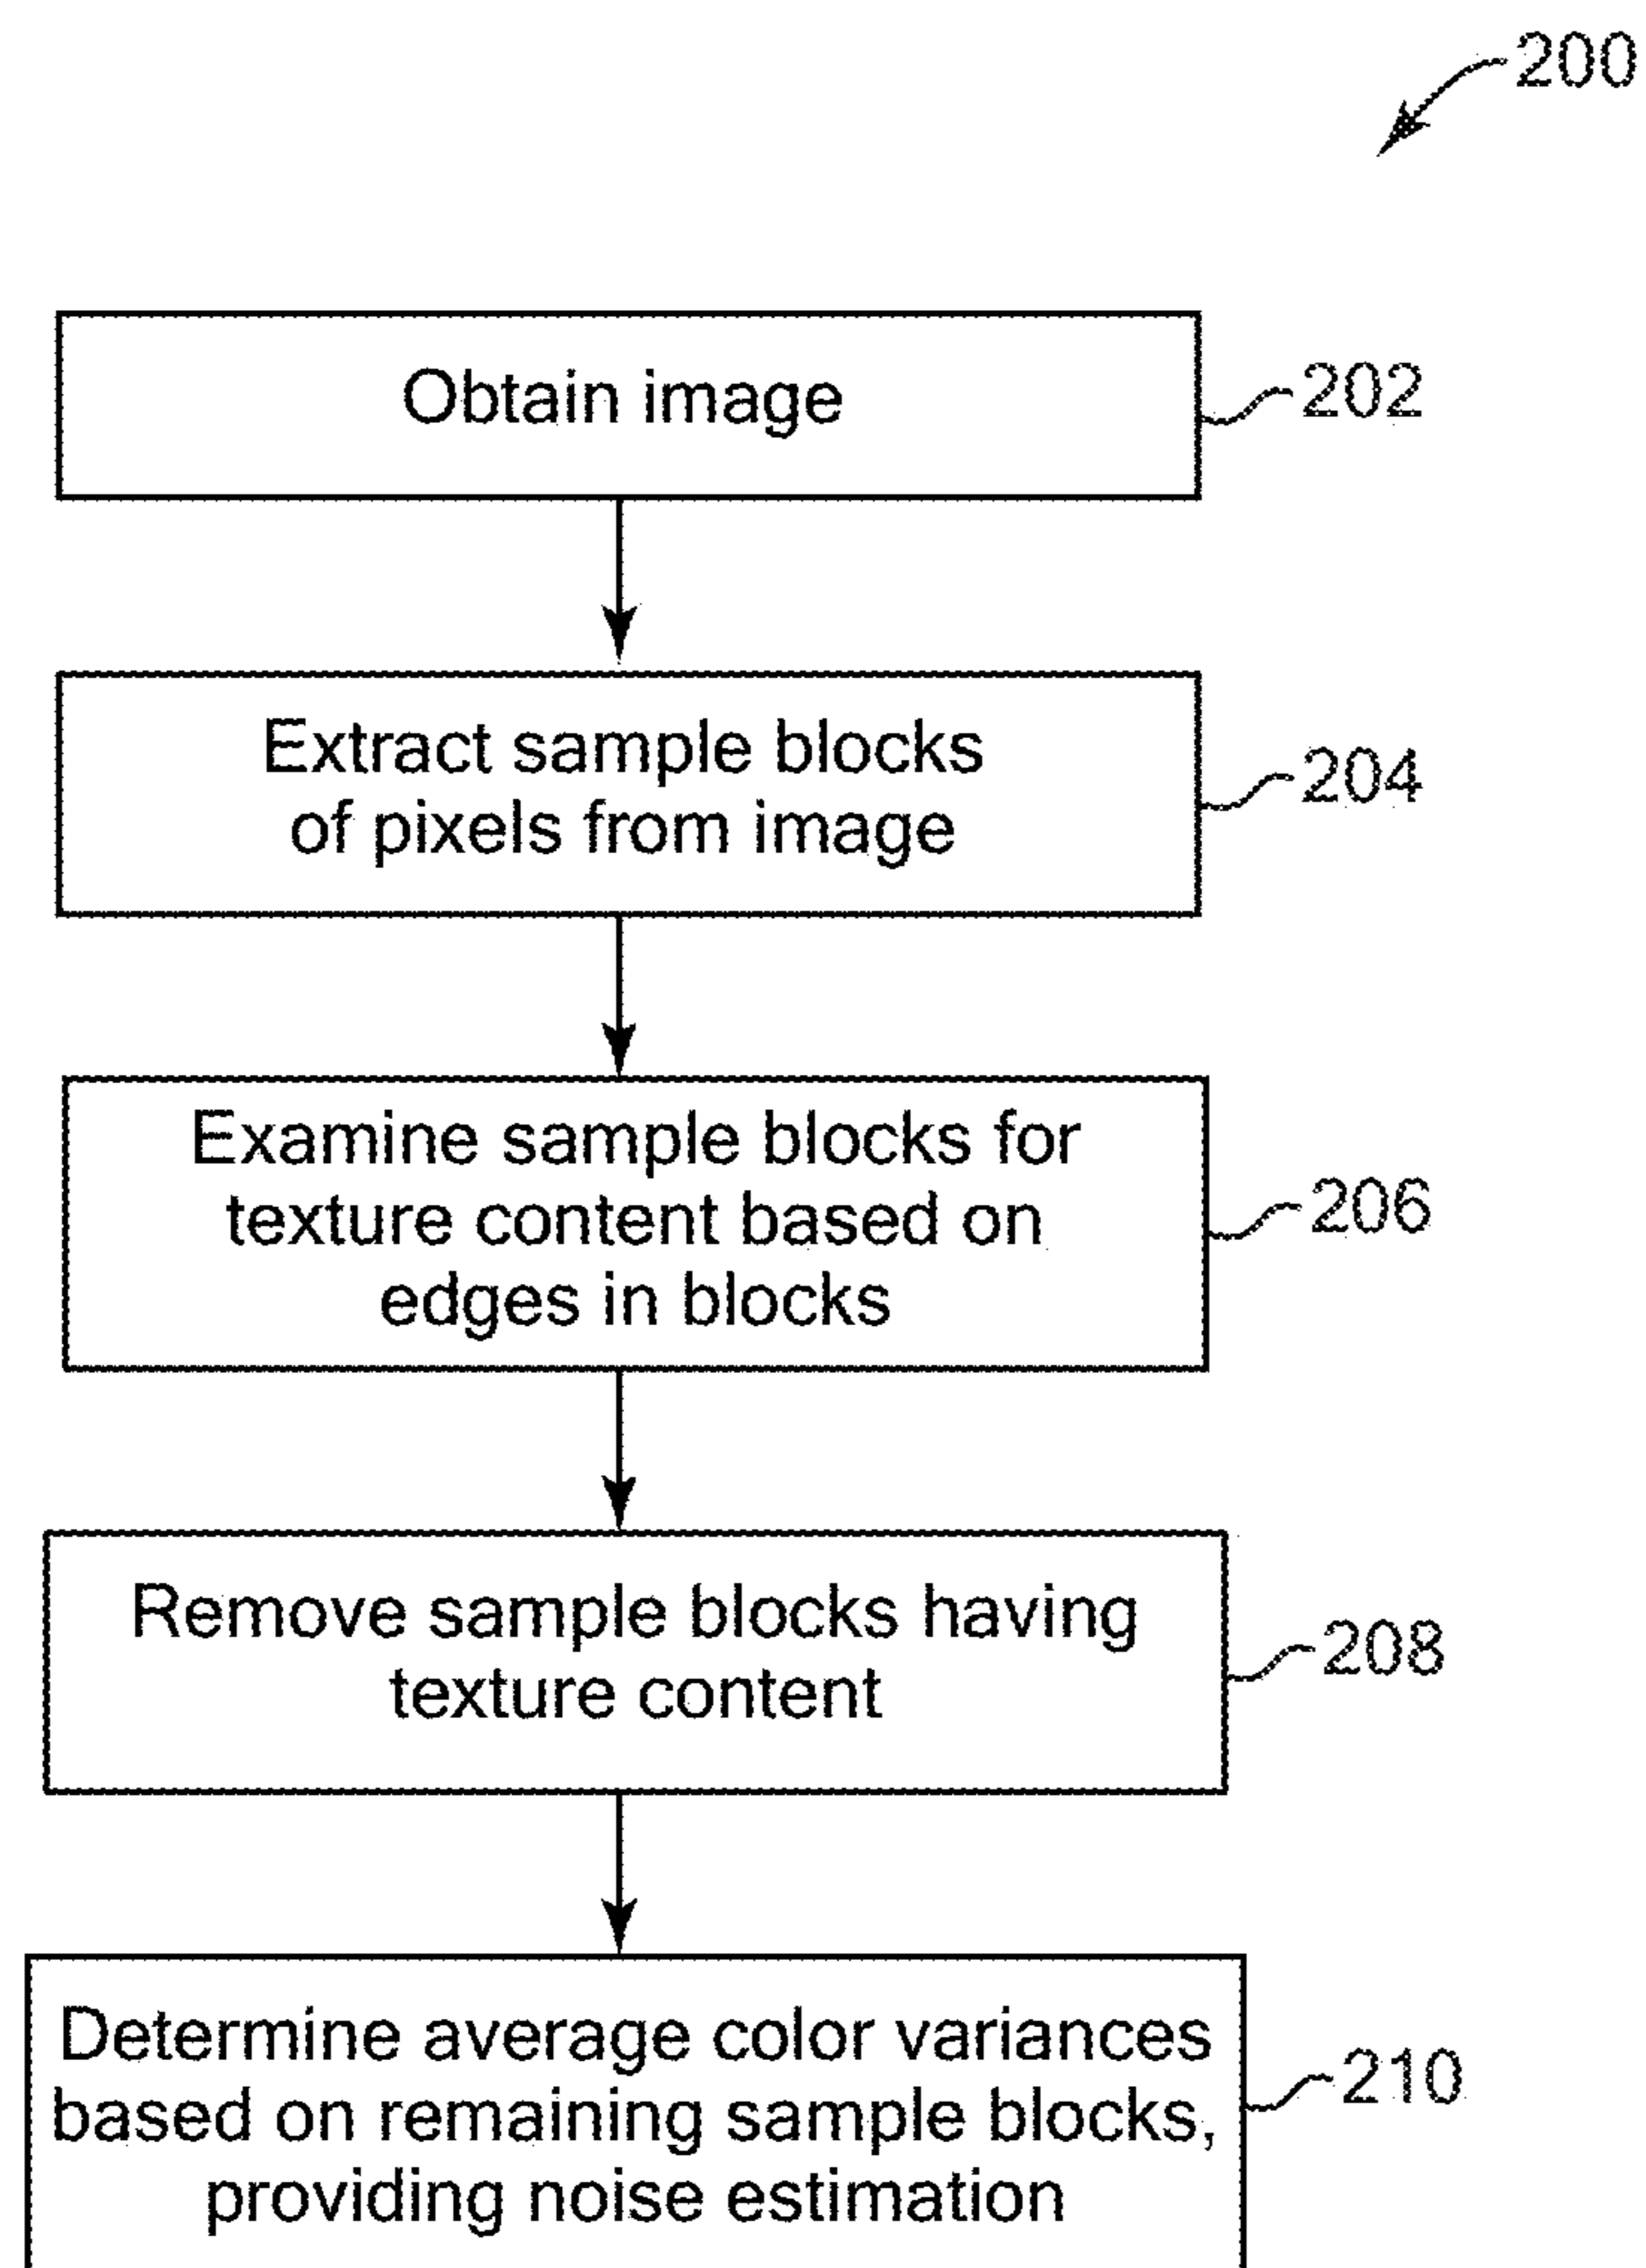 200
Obtain image
202
Extract sample blocks
of pixels from image
204
Examine sample blocks for
texture content based on
edges in blocks
206
Remove sample blocks having
texture content
208
Determine average color variances
based on remaining sample blocks,
providing noise estimation
210